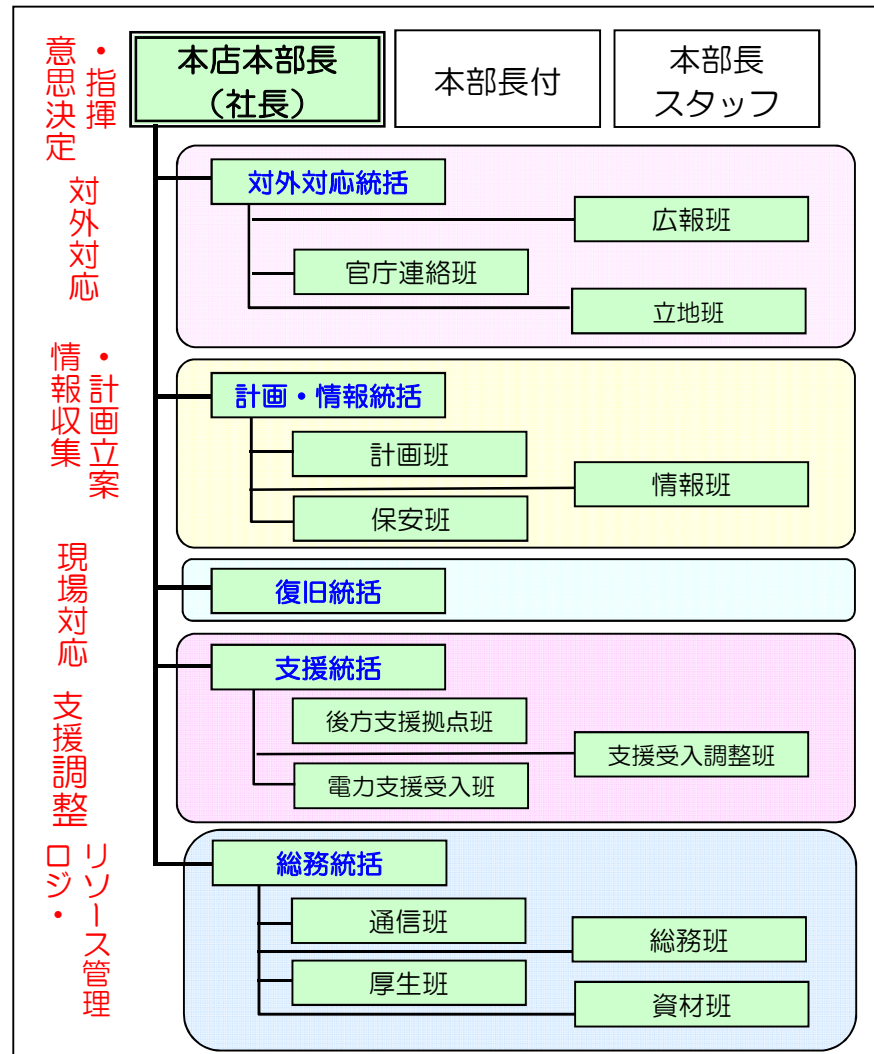 意思決定
・指揮
本店本部長
（社長）
本部長付
本部長
スタッフ
対外対応
対外対応統括
広報班
官庁連絡班
立地班
情報収集
・計画立案
計画・情報統括
計画班
情報班
保安班
現場対応
復旧統括
支援調整
支援統括
後方支援拠点班
支援受入調整班
電力支援受入班
ロジ・
リソース管理
総務統括
通信班
総務班
厚生班
資材班